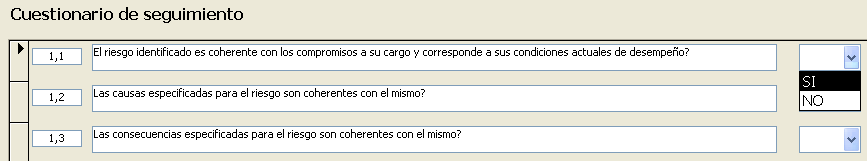 Cuestionario de seguimiento
1,1 El riesgo identificado es coherente con los compromisos a su cargo y corresponde a sus condiciones actuales de desempeño?
SI
1,2 Las causas especificadas para el riesgo son coherentes con el mismo?
NO
1,3 Las consecuencias especificadas para el riesgo son coherentes con el mismo?